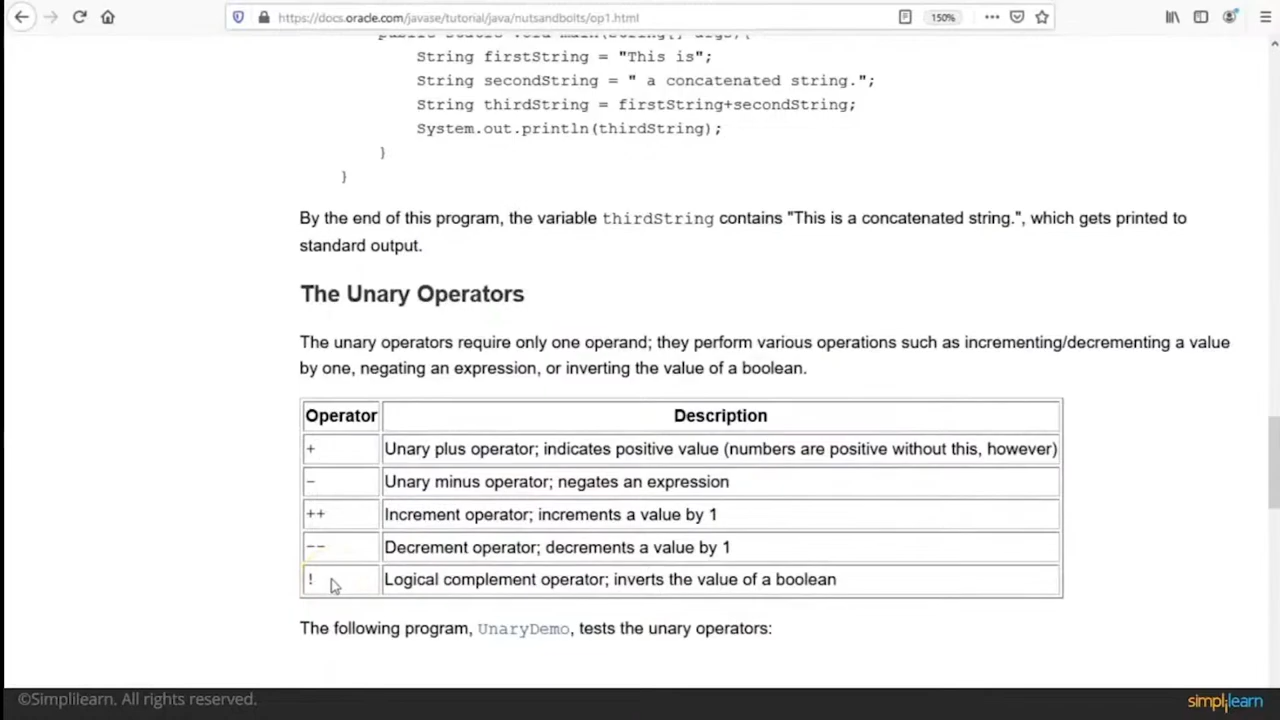 https://docs.oracle.com/javase/tutorial/java/nutsandbolts/op1.html 150%
public static void main(String[] args){
String firstString = "This is";
String secondString = " a concatenated string.";
String thirdString = firstString+secondString;
System.out.println(thirdString);
}
}
By the end of this program, the variable thirdString contains "This is a concatenated string.", which gets printed to
standard output.
The Unary Operators
The unary operators require only one operand; they perform various operations such as incrementing/decrementing a value
by one, negating an expression, or inverting the value of a boolean.
Operator Description
+ Unary plus operator; indicates positive value (numbers are positive without this, however)
- Unary minus operator; negates an expression
++ Increment operator; increments a value by 1
-- Decrement operator; decrements a value by 1
! Logical complement operator; inverts the value of a boolean
The following program, UnaryDemo, tests the unary operators:
©Simplilearn. All rights reserved.
simplilearn